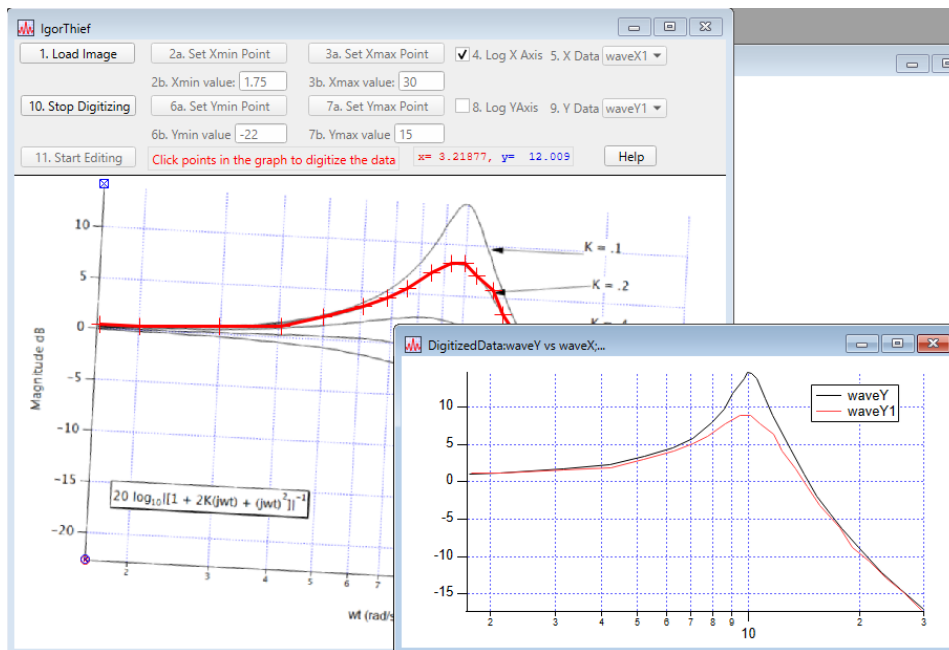 IgorThief
1. Load Image
2a. Set Xmin Point
3a. Set Xmax Point
4. Log X Axis
5. X Data
waveX1
2b. Xmin value:
1.75
3b. Xmax value:
30
10. Stop Digitizing
6a. Set Ymin Point
7a. Set Ymax Point
8. Log YAxis
9. Y Data
waveY1
6b. Ymin value
-22
7b. Ymax value
15
11. Start Editing
Click points in the graph to digitize the data
x= 3.21877, y= 12.009
Help
10
5
0
-5
-10
-15
-20
Magnitude dB
K = .1
K = .2
20 log10|[1 + 2K(jwt) + (jwt)²]|⁻¹
2
3
4
5
6
7
wt (rad/s
DigitizedData:waveY vs waveX;...
waveY
waveY1
10
5
0
-5
-10
-15
2
3
4
5
6
7
8
9
10
2
3